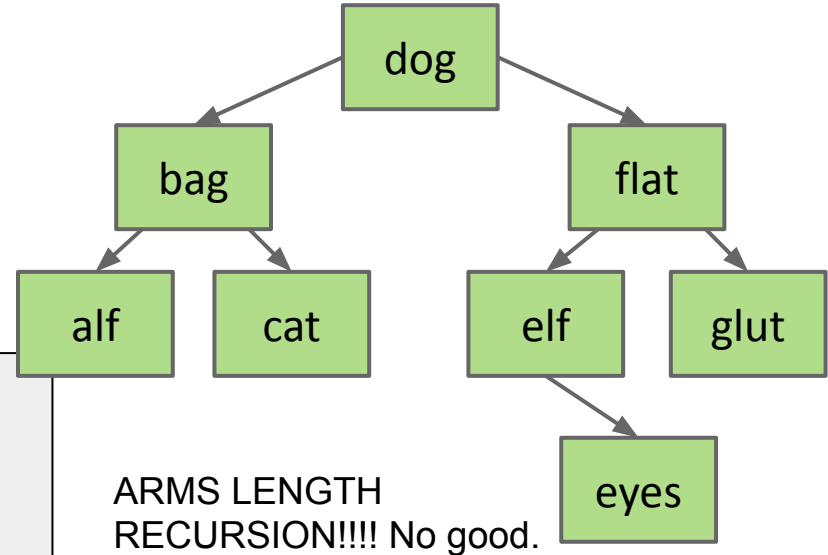 dog
bag flat
alf cat elf glut
eyes
ARMS LENGTH
RECURSION!!!! No good.